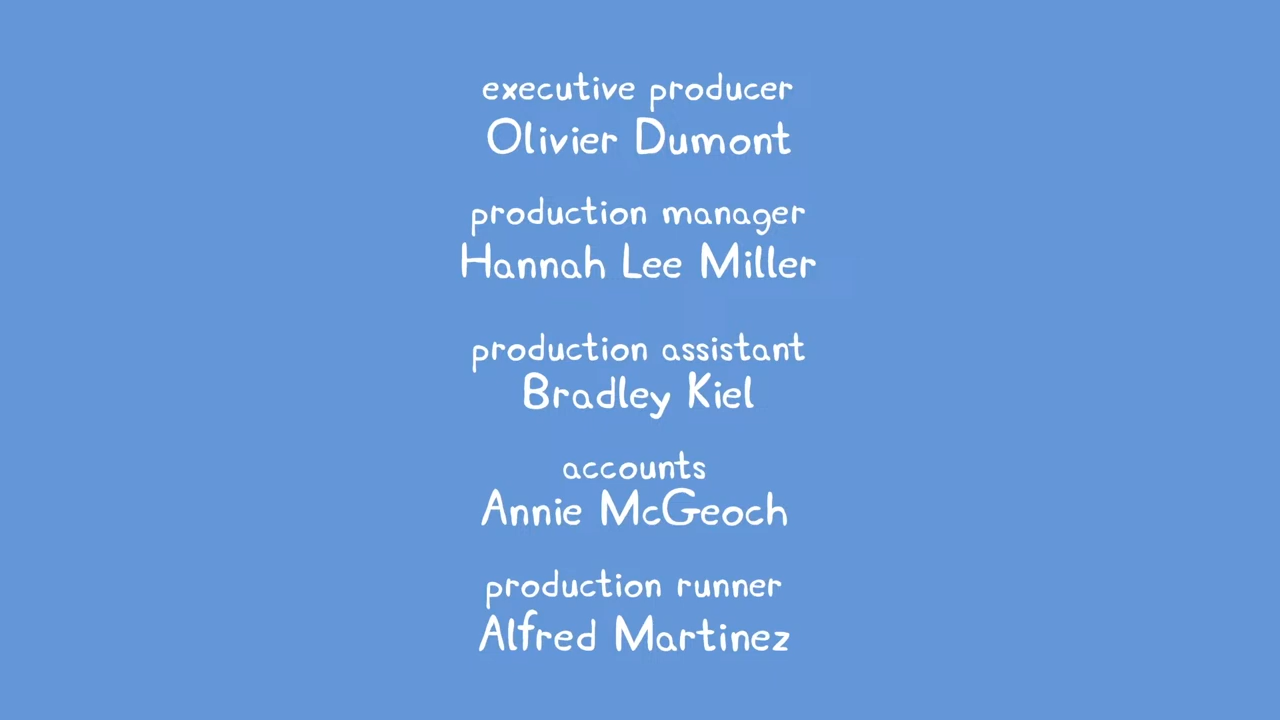 executive producer
Olivier Dumont
production manager
Hannah Lee Miller
production assistant
Bradley Kiel
accounts
Annie McGeoch
production runner
Alfred Martinez